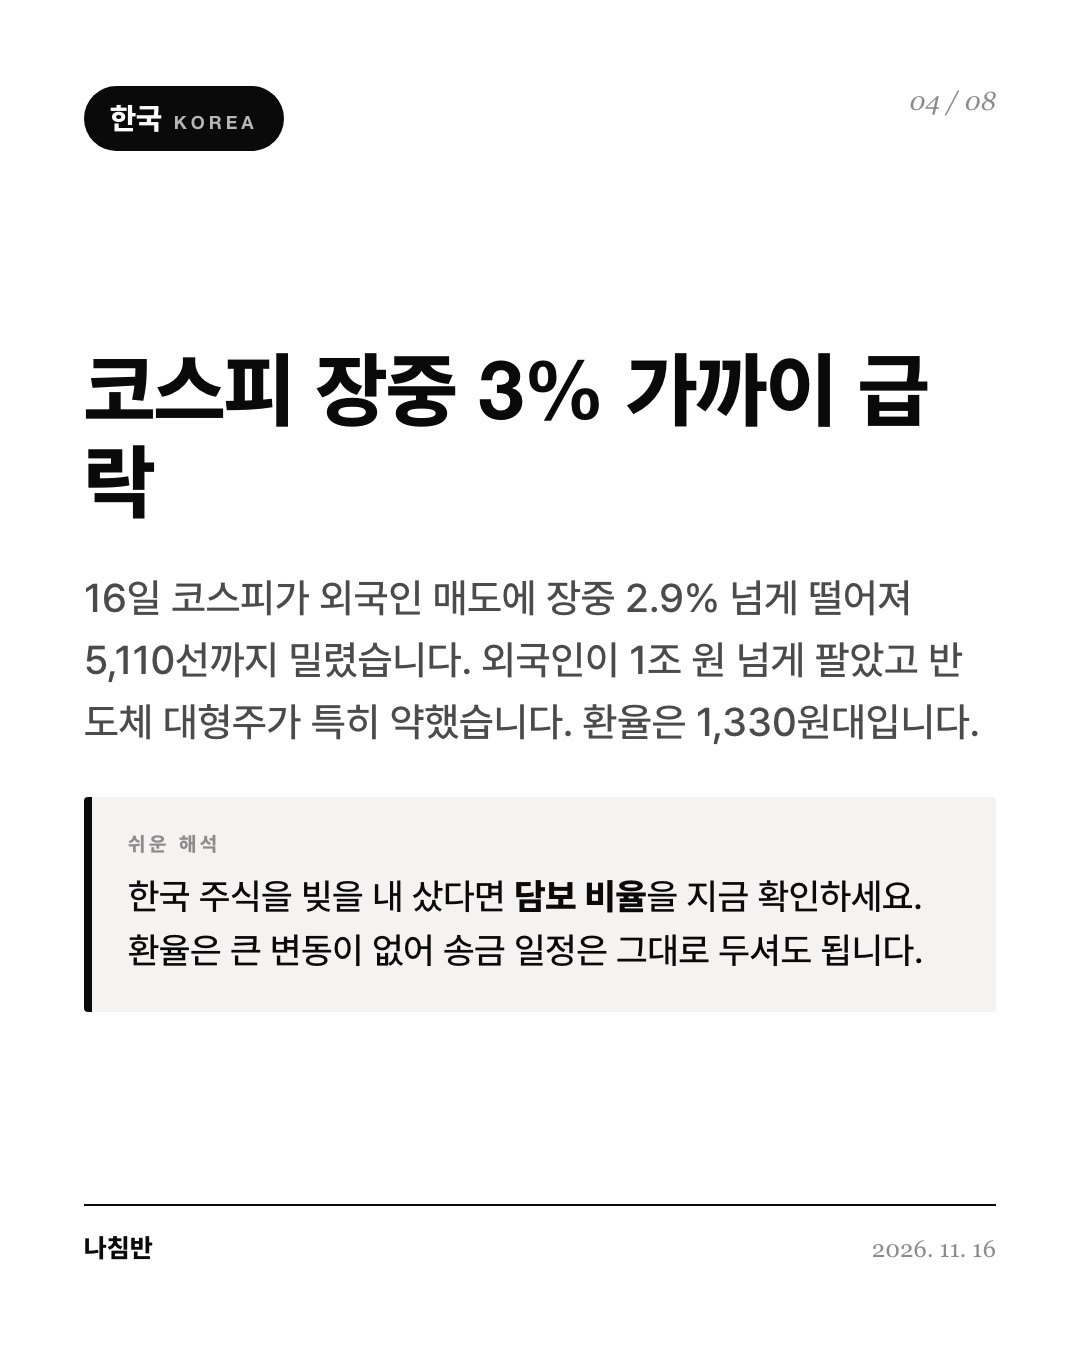 한국 KOREA
04 / 08
코스피 장중 3% 가까이 급
락
16일 코스피가 외국인 매도에 장중 2.9% 넘게 떨어져
5,110선까지 밀렸습니다. 외국인이 1조 원 넘게 팔았고 반
도체 대형주가 특히 약했습니다. 환율은 1,330원대입니다.
쉬운 해석
한국 주식을 빚을 내 샀다면 담보 비율을 지금 확인하세요.
환율은 큰 변동이 없어 송금 일정은 그대로 두셔도 됩니다.
나침반
2026. 11. 16